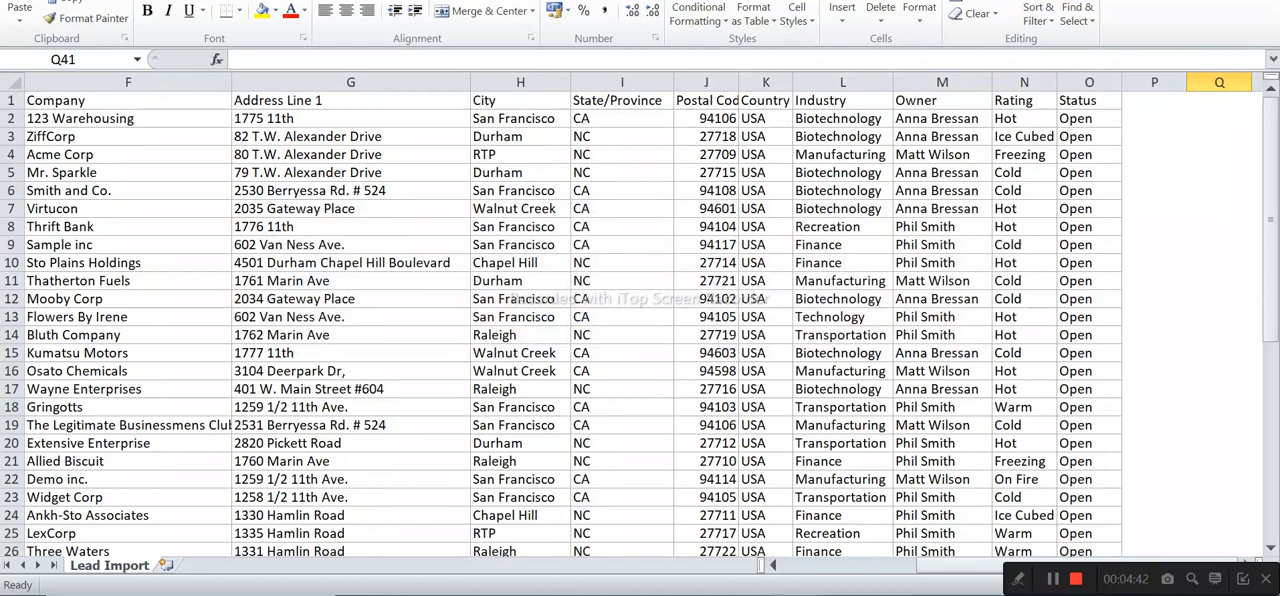 Paste Format Painter B I U A Merge & Center % , Conditional Formatting Format as Table Cell Styles Insert Delete Format Clear Sort & Filter Find & Select
Clipboard Font Alignment Number Styles Cells Editing
Q41 fx
F G H I J K L M N O P Q
1 Company Address Line 1 City State/Province Postal Cod Country Industry Owner Rating Status
2 123 Warehousing 1775 11th San Francisco CA 94106 USA Biotechnology Anna Bressan Hot Open
3 ZiffCorp 82 T.W. Alexander Drive Durham NC 27718 USA Biotechnology Anna Bressan Ice Cubed Open
4 Acme Corp 80 T.W. Alexander Drive RTP NC 27709 USA Manufacturing Matt Wilson Freezing Open
5 Mr. Sparkle 79 T.W. Alexander Drive Durham NC 27715 USA Biotechnology Anna Bressan Cold Open
6 Smith and Co. 2530 Berryessa Rd. # 524 San Francisco CA 94108 USA Biotechnology Anna Bressan Cold Open
7 Virtucon 2035 Gateway Place Walnut Creek CA 94601 USA Biotechnology Anna Bressan Hot Open
8 Thrift Bank 1776 11th San Francisco CA 94104 USA Recreation Phil Smith Hot Open
9 Sample inc 602 Van Ness Ave. San Francisco CA 94117 USA Finance Phil Smith Cold Open
10 Sto Plains Holdings 4501 Durham Chapel Hill Boulevard Chapel Hill NC 27714 USA Finance Phil Smith Hot Open
11 Thatherton Fuels 1761 Marin Ave Durham NC 27721 USA Manufacturing Matt Wilson Cold Open
12 Mooby Corp 2034 Gateway Place San Francisco CA 94102 USA Biotechnology Anna Bressan Cold Open
Recorded with iTop Screen Recorder
13 Flowers By Irene 602 Van Ness Ave. San Francisco CA 94105 USA Technology Phil Smith Hot Open
14 Bluth Company 1762 Marin Ave Raleigh NC 27719 USA Transportation Phil Smith Hot Open
15 Kumatsu Motors 1777 11th Walnut Creek CA 94603 USA Biotechnology Anna Bressan Cold Open
16 Osato Chemicals 3104 Deerpark Dr, Walnut Creek CA 94598 USA Manufacturing Matt Wilson Hot Open
17 Wayne Enterprises 401 W. Main Street #604 Raleigh NC 27716 USA Biotechnology Anna Bressan Hot Open
18 Gringotts 1259 1/2 11th Ave. San Francisco CA 94103 USA Transportation Phil Smith Warm Open
19 The Legitimate Businessmens Club 2531 Berryessa Rd. # 524 San Francisco CA 94106 USA Manufacturing Matt Wilson Cold Open
20 Extensive Enterprise 2820 Pickett Road Durham NC 27712 USA Transportation Phil Smith Hot Open
21 Allied Biscuit 1760 Marin Ave Raleigh NC 27710 USA Finance Phil Smith Freezing Open
22 Demo inc. 1259 1/2 11th Ave. San Francisco CA 94114 USA Manufacturing Matt Wilson On Fire Open
23 Widget Corp 1258 1/2 11th Ave. San Francisco CA 94105 USA Transportation Phil Smith Cold Open
24 Ankh-Sto Associates 1330 Hamlin Road Chapel Hill NC 27711 USA Finance Phil Smith Ice Cubed Open
25 LexCorp 1335 Hamlin Road RTP NC 27717 USA Recreation Phil Smith Warm Open
26 Three Waters 1331 Hamlin Road Raleigh NC 27722 USA Finance Phil Smith Warm Open
Lead Import
Ready 00:04:42